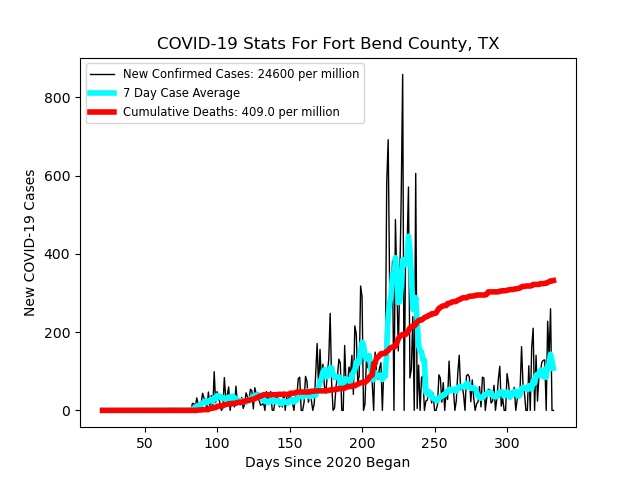 COVID-19 Stats For Fort Bend County, TX
New Confirmed Cases: 24600 per million
7 Day Case Average
Cumulative Deaths: 409.0 per million
New COVID-19 Cases
800
600
400
200
0
50 100 150 200 250 300
Days Since 2020 Began